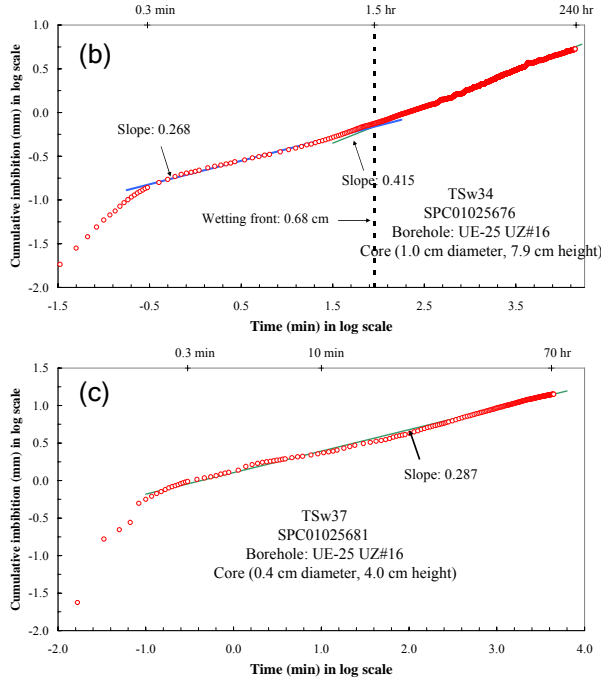 0.3 min 1.5 hr 240 hr
(b)
1.0
0.5
0.0
-0.5
-1.0
-1.5
-2.0
Cumulative imbibition (mm) in log scale
Slope: 0.268
Slope: 0.415
Wetting front: 0.68 cm
TSw34
SPC01025676
Borehole: UE-25 UZ#16
Core (1.0 cm diameter, 7.9 cm height)
-1.5 -0.5 0.5 1.5 2.5 3.5
Time (min) in log scale
0.3 min 10 min 70 hr
(c)
1.5
1.0
0.5
0.0
-0.5
-1.0
-1.5
-2.0
Cumulative imbibition (mm) in log scale
Slope: 0.287
TSw37
SPC01025681
Borehole: UE-25 UZ#16
Core (0.4 cm diameter, 4.0 cm height)
-2.0 -1.0 0.0 1.0 2.0 3.0 4.0
Time (min) in log scale